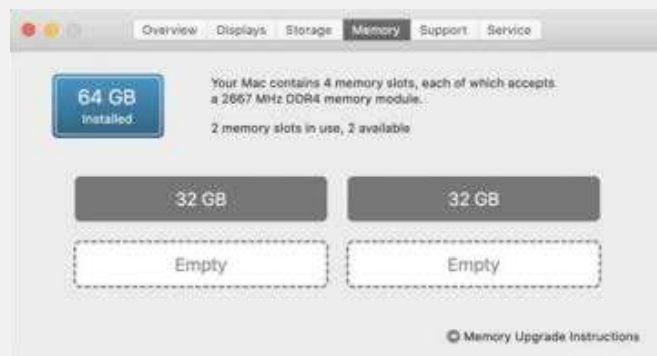 Overview Displays Storage Memory Support Service
64 GB
Installed
Your Mac contains 4 memory slots, each of which accepts
a 2667 MHz DDR4 memory module.
2 memory slots in use, 2 available
32 GB 32 GB
Empty Empty
Memory Upgrade Instructions